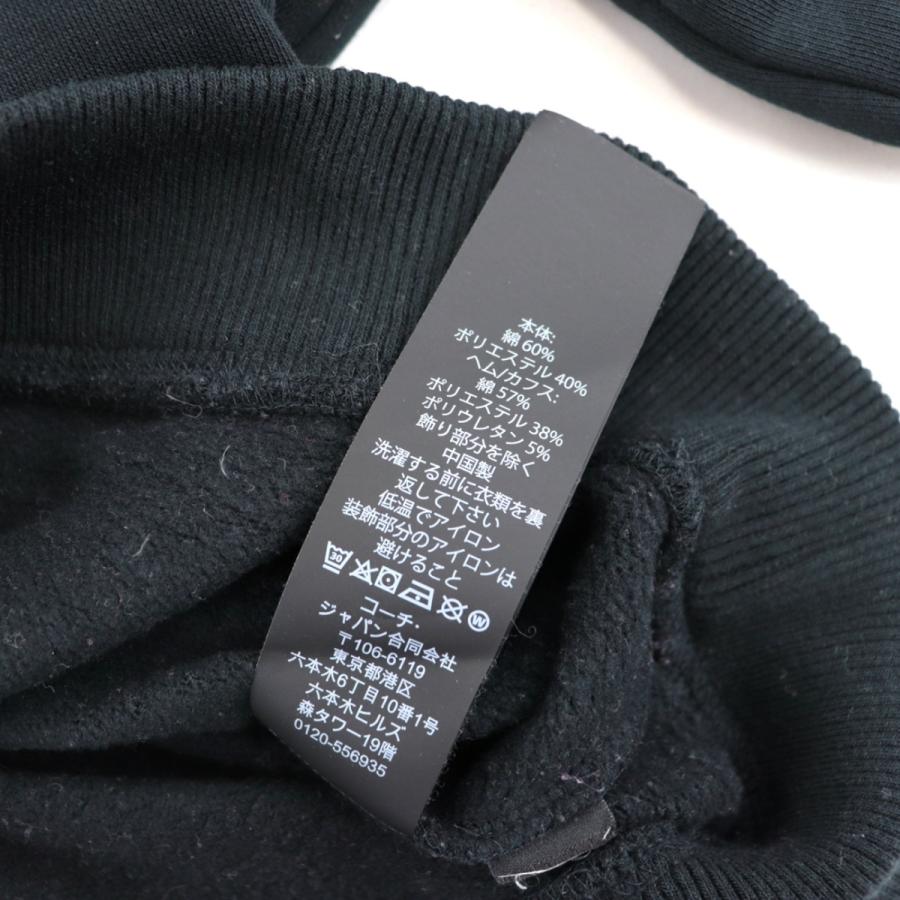 本体:
綿 60%
ポリエステル 40%
ヘム/カフス:
綿 57%
ポリエステル 38%
ポリウレタン 5%
飾り部分を除く
中国製
洗濯する前に衣類を裏
返して下さい
低温でアイロン
装飾部分のアイロンは
避けること
30 W
コーチ・
ジャパン合同会社
〒106-6119
東京都港区
六本木6丁目10番1号
六本木ヒルズ
森タワー19階
0120-556935